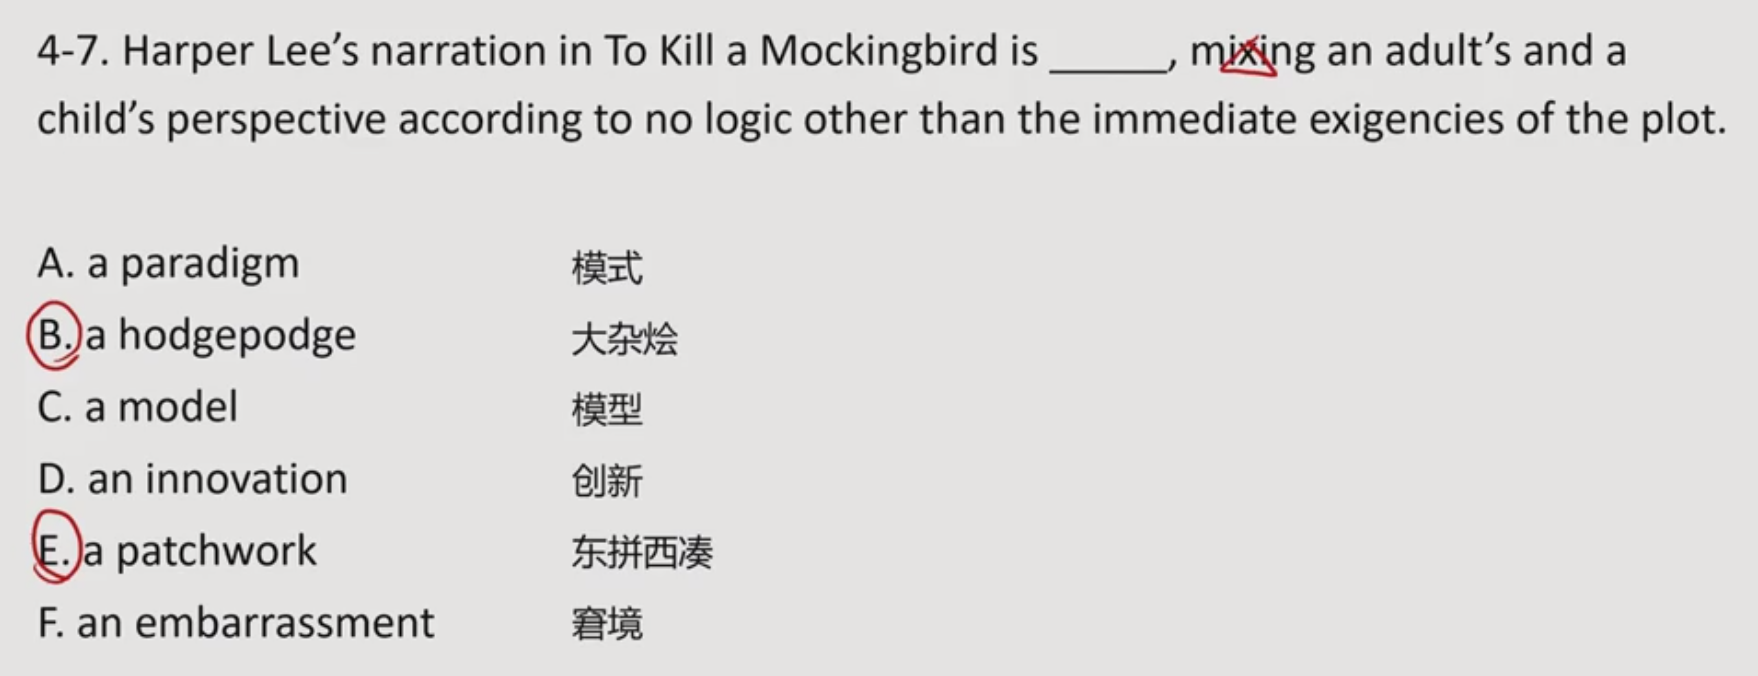 4-7. Harper Lee’s narration in To Kill a Mockingbird is _____, mixing an adult’s and a
child’s perspective according to no logic other than the immediate exigencies of the plot.
A. a paradigm 模式
B. a hodgepodge 大杂烩
C. a model 模型
D. an innovation 创新
E. a patchwork 东拼西凑
F. an embarrassment 窘境